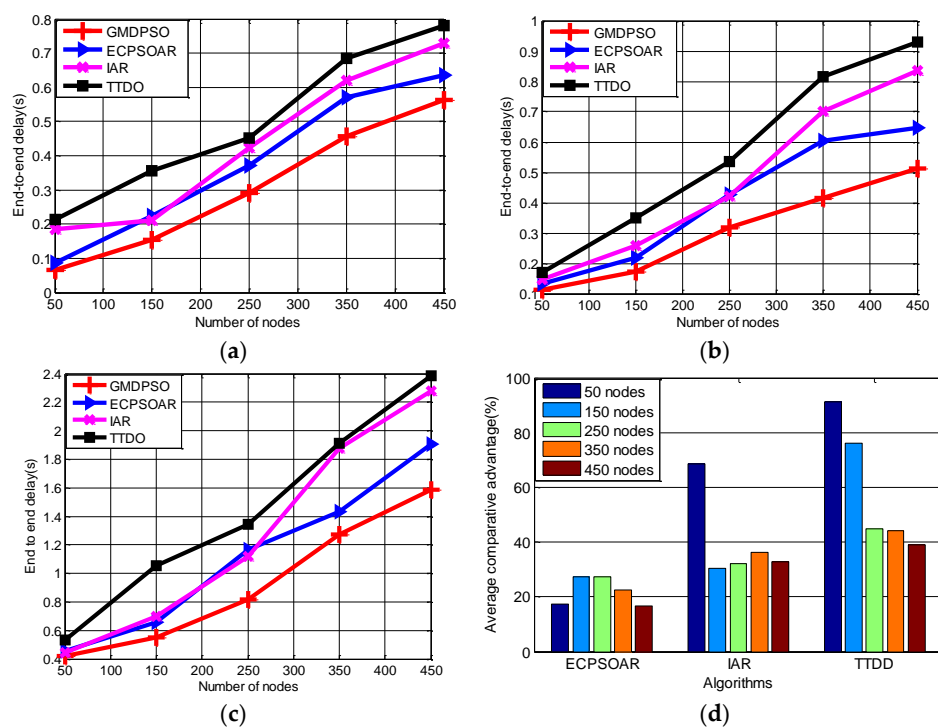 0.8
0.7
0.6
0.5
0.4
0.3
0.2
0.1
0
End-to-end delay(s)
GMDPSO
ECPSOAR
IAR
TTDO
50 100 150 200 250 300 350 400 450
Number of nodes
(a)
1
0.9
0.8
0.7
0.6
0.5
0.4
0.3
0.2
0.1
End-to-end delay(s)
GMDPSO
ECPSOAR
IAR
TTDO
50 100 150 200 250 300 350 400 450
Number of nodes
(b)
2.4
2.2
2
1.8
1.6
1.4
1.2
1
0.8
0.6
0.4
End to end delay(s)
GMDPSO
ECPSOAR
IAR
TTDO
50 100 150 200 250 300 350 400 450
Number of nodes
(c)
100
80
60
40
20
0
Average comparative advantage(%)
50 nodes
150 nodes
250 nodes
350 nodes
450 nodes
ECPSOAR IAR TTDD
Algorithms
(d)